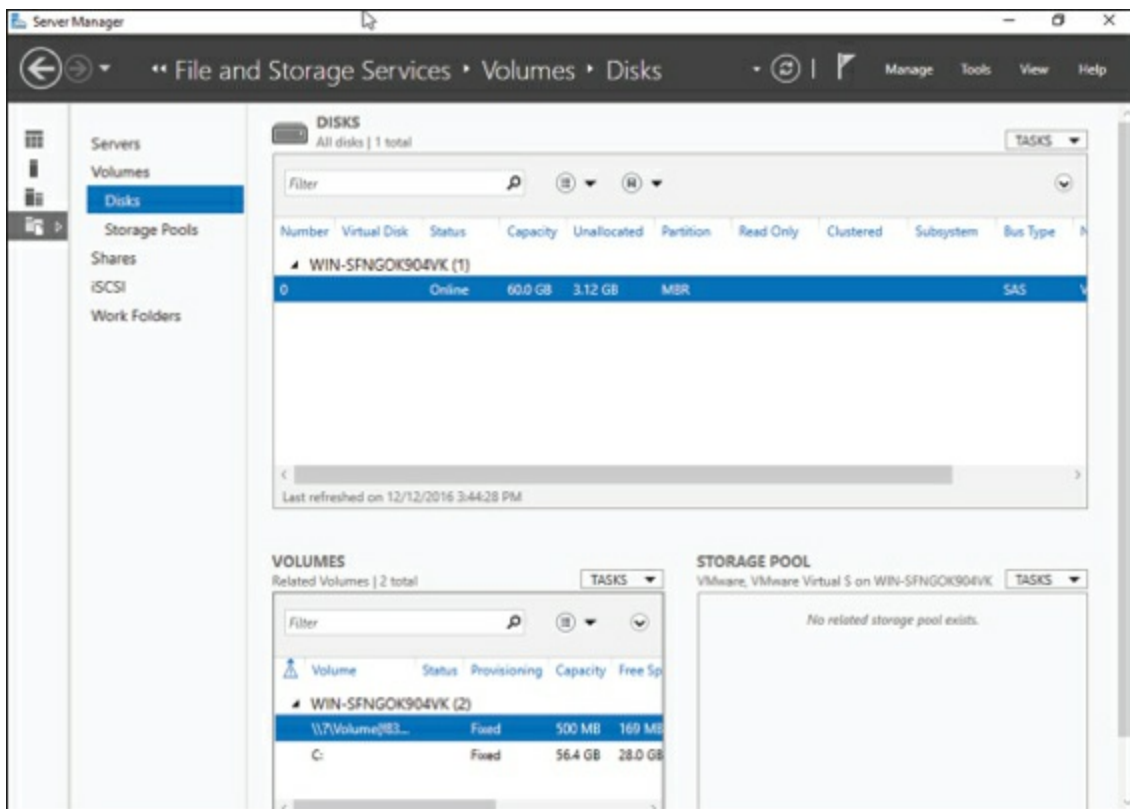 Server Manager
•• File and Storage Services • Volumes • Disks
Manage Tools View Help
Servers
Volumes
Disks
Storage Pools
Shares
iSCSI
Work Folders
DISKS
All disks | 1 total
TASKS
Filter
Number Virtual Disk Status Capacity Unallocated Partition Read Only Clustered Subsystem Bus Type N
WIN-SFNGOK904VK (1)
0 Online 60.0 GB 3.12 GB MBR SAS V
Last refreshed on 12/12/2016 3:44:28 PM
VOLUMES
Related Volumes | 2 total
TASKS
Filter
Volume Status Provisioning Capacity Free Sp
WIN-SFNGOK904VK (2)
Fixed 500 MB 169 MB
C: Fixed 56.4 GB 28.0 GB
STORAGE POOL
VMware, VMware Virtual S on WIN-SFNGOK904VK
TASKS
No related storage pool exists.